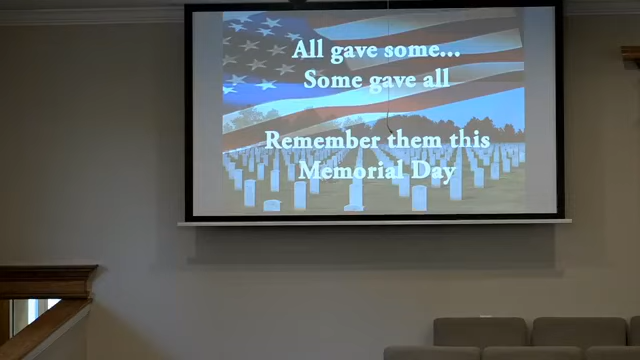 All gave some...
Some gave all
Remember them this
Memorial Day